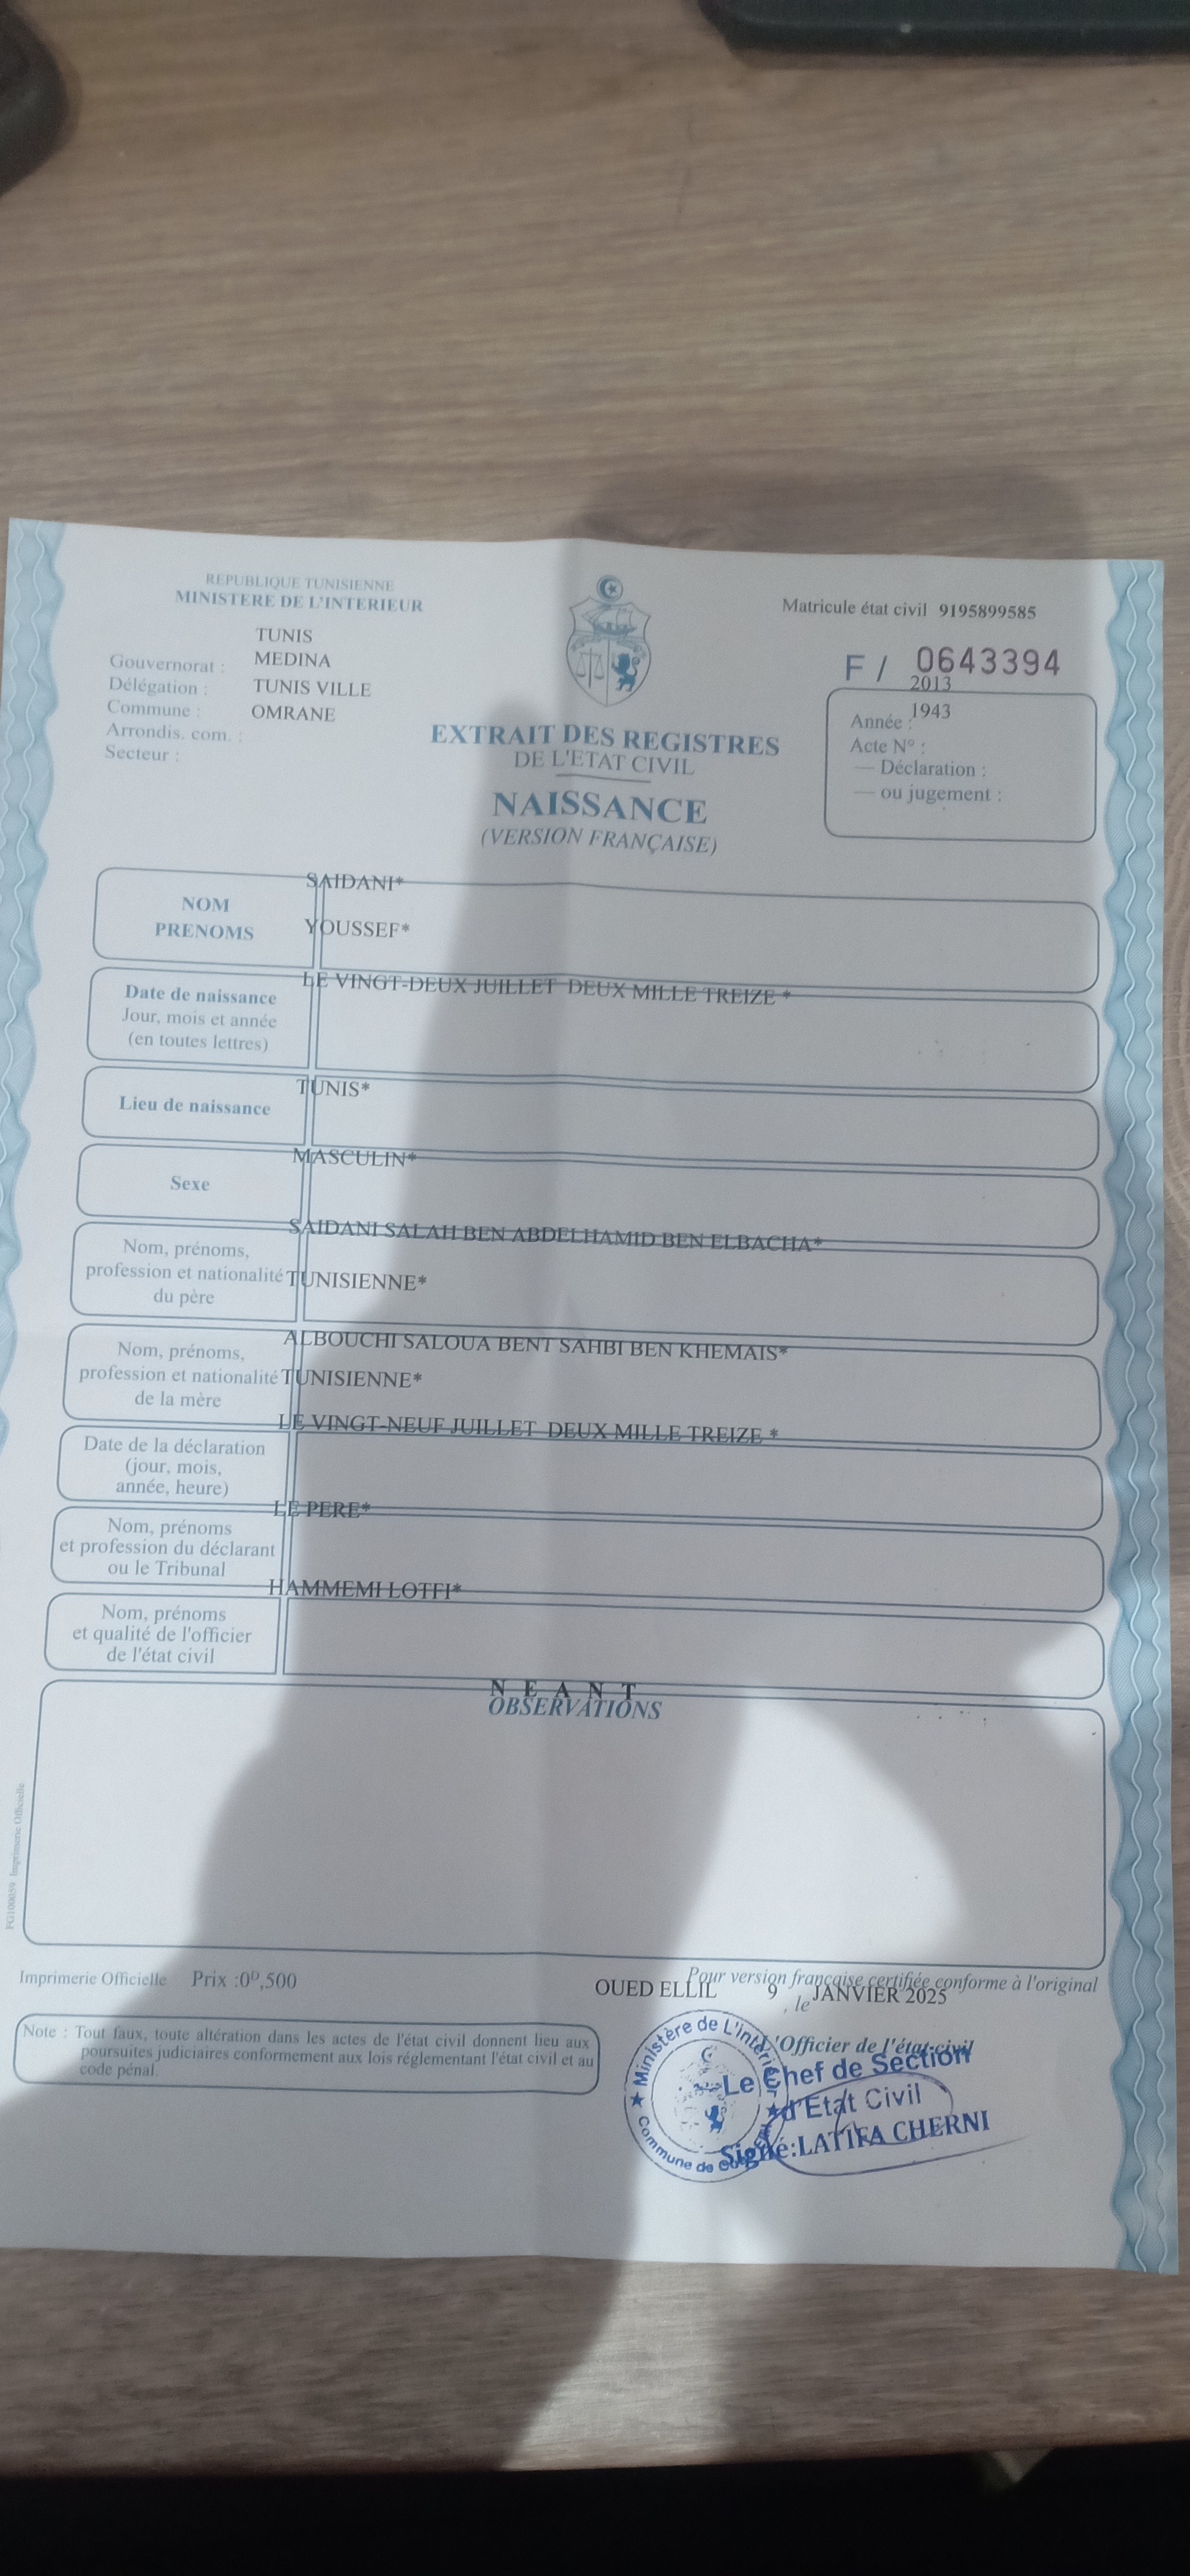 REPUBLIQUE TUNISIENNE
MINISTERE DE L'INTERIEUR
TUNIS
Gouvernorat : MEDINA
Délégation : TUNIS VILLE
Commune : OMRANE
Arrondis. com. :
Secteur :
Matricule état civil 9195899585
F / 0643394
2013
Année : 1943
Acte N° :
— Déclaration :
— ou jugement :
EXTRAIT DES REGISTRES
DE L'ETAT CIVIL
NAISSANCE
(VERSION FRANÇAISE)
SAIDANI*
NOM
PRENOMS
YOUSSEF*
LE VINGT-DEUX JUILLET DEUX MILLE TREIZE *
Date de naissance
Jour, mois et année
(en toutes lettres)
TUNIS*
Lieu de naissance
MASCULIN*
Sexe
SAIDANI SALAH BEN ABDELHAMID BEN ELBACHA*
Nom, prénoms,
profession et nationalité TUNISIENNE*
du père
ALBOUCHI SALOUA BENT SAHBI BEN KHEMAIS*
Nom, prénoms,
profession et nationalité TUNISIENNE*
de la mère
LE VINGT-NEUF JUILLET DEUX MILLE TREIZE *
Date de la déclaration
(jour, mois,
année, heure)
LE PERE*
Nom, prénoms
et profession du déclarant
ou le Tribunal
HAMMEMI LOTFI*
Nom, prénoms
et qualité de l'officier
de l'état civil
N E A N T
OBSERVATIONS
FG100059 Imprimerie Officielle
Imprimerie Officielle Prix :0ᴰ,500
Pour version française certifiée conforme à l'original
OUED ELLIL 9 , le JANVIER 2025
Note : Tout faux, toute altération dans les actes de l'état civil donnent lieu aux
poursuites judiciaires conformement aux lois réglementant l'état civil et au
code pénal.
L'Officier de l'état civil
Le Chef de Section
d'Etat Civil
Signé:LATIFA CHERNI
Ministère de L'intérieur
Commune de